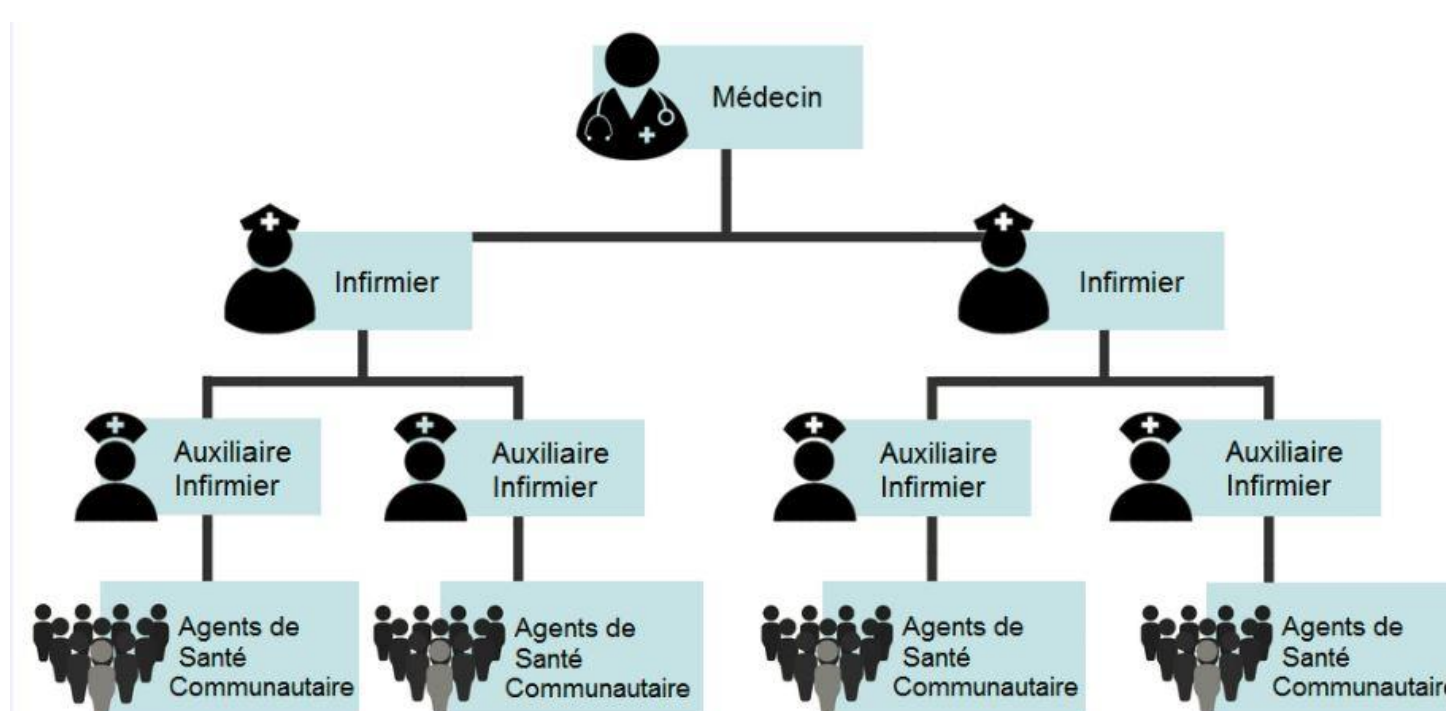 Médecin
Infirmier
Infirmier
Auxiliaire
Infirmier
Auxiliaire
Infirmier
Auxiliaire
Infirmier
Auxiliaire
Infirmier
Agents de
Santé
Communautaire
Agents de
Santé
Communautaire
Agents de
Santé
Communautaire
Agents de
Santé
Communautaire